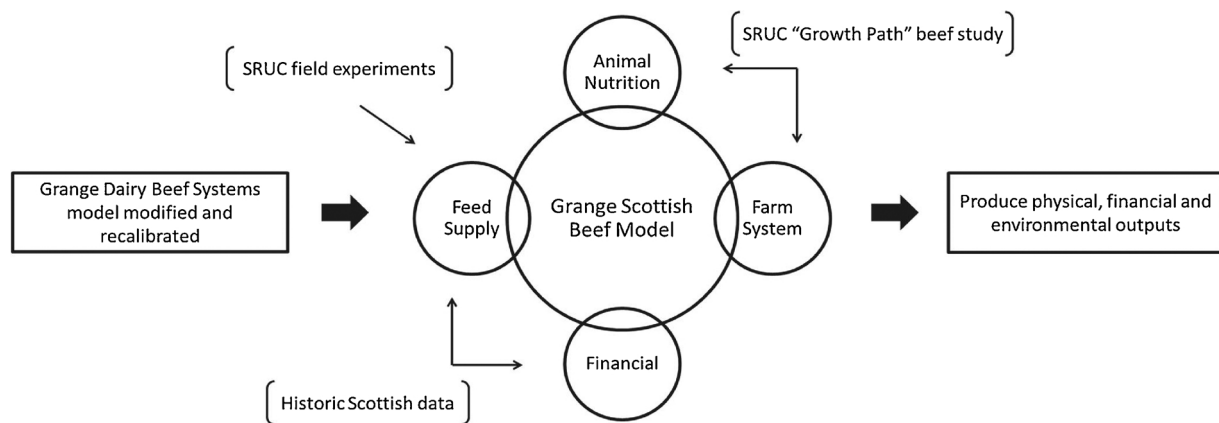 SRUC field experiments
SRUC “Growth Path” beef study
Animal
Nutrition
Grange Dairy Beef Systems
model modified and
recalibrated
Feed
Supply
Grange Scottish
Beef Model
Farm
System
Produce physical, financial and
environmental outputs
Financial
Historic Scottish data